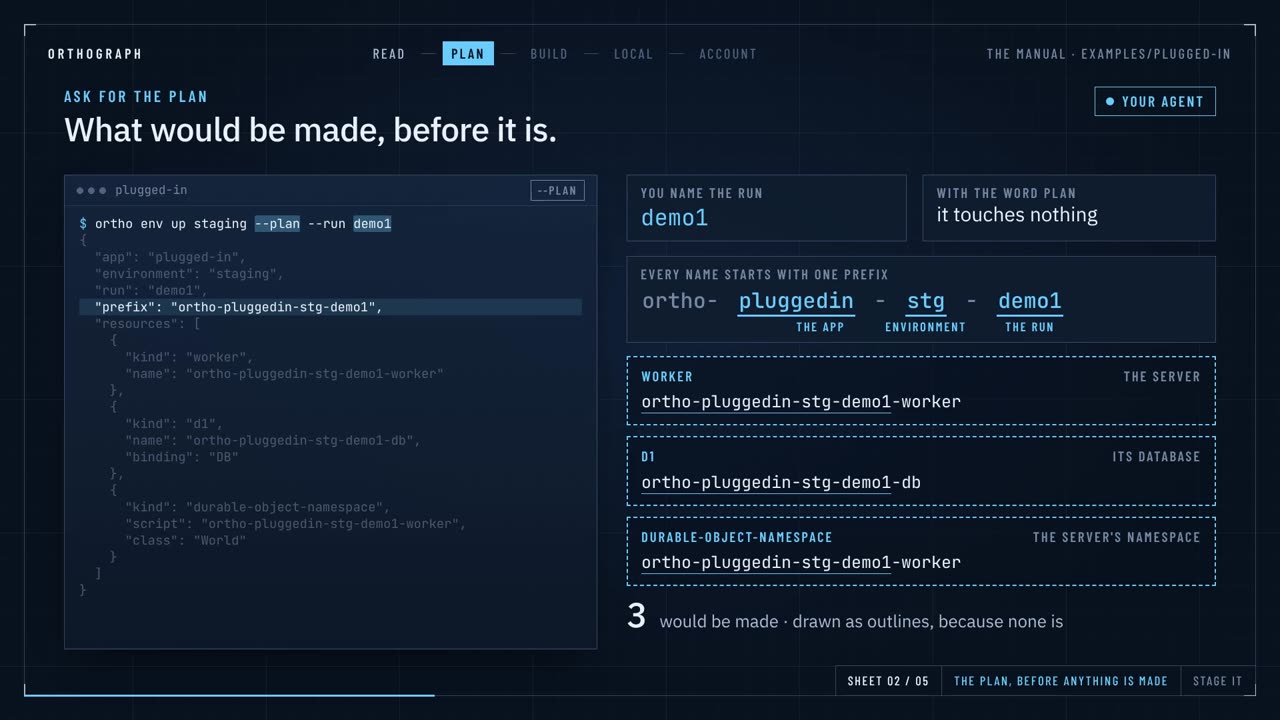 ORTHOGRAPH
READ — PLAN — BUILD — LOCAL — ACCOUNT
THE MANUAL · EXAMPLES/PLUGGED-IN
ASK FOR THE PLAN
What would be made, before it is.
YOUR AGENT
plugged-in
--PLAN
$ ortho env up staging --plan --run demo1
{
"app": "plugged-in",
"environment": "staging",
"run": "demo1",
"prefix": "ortho-pluggedin-stg-demo1",
"resources": [
{
"kind": "worker",
"name": "ortho-pluggedin-stg-demo1-worker"
},
{
"kind": "d1",
"name": "ortho-pluggedin-stg-demo1-db",
"binding": "DB"
},
{
"kind": "durable-object-namespace",
"script": "ortho-pluggedin-stg-demo1-worker",
"class": "World"
}
]
}
YOU NAME THE RUN
demo1
WITH THE WORD PLAN
it touches nothing
EVERY NAME STARTS WITH ONE PREFIX
ortho- pluggedin - stg - demo1
THE APP ENVIRONMENT THE RUN
WORKER THE SERVER
ortho-pluggedin-stg-demo1-worker
D1 ITS DATABASE
ortho-pluggedin-stg-demo1-db
DURABLE-OBJECT-NAMESPACE THE SERVER'S NAMESPACE
ortho-pluggedin-stg-demo1-worker
3 would be made · drawn as outlines, because none is
SHEET 02 / 05
THE PLAN, BEFORE ANYTHING IS MADE
STAGE IT